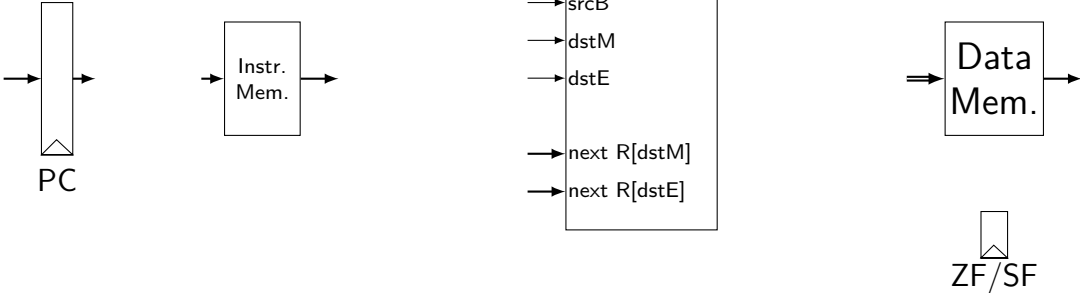 srcB
dstM
dstE
Instr.
Mem.
Data
Mem.
next R[dstM]
next R[dstE]
PC
ZF/SF